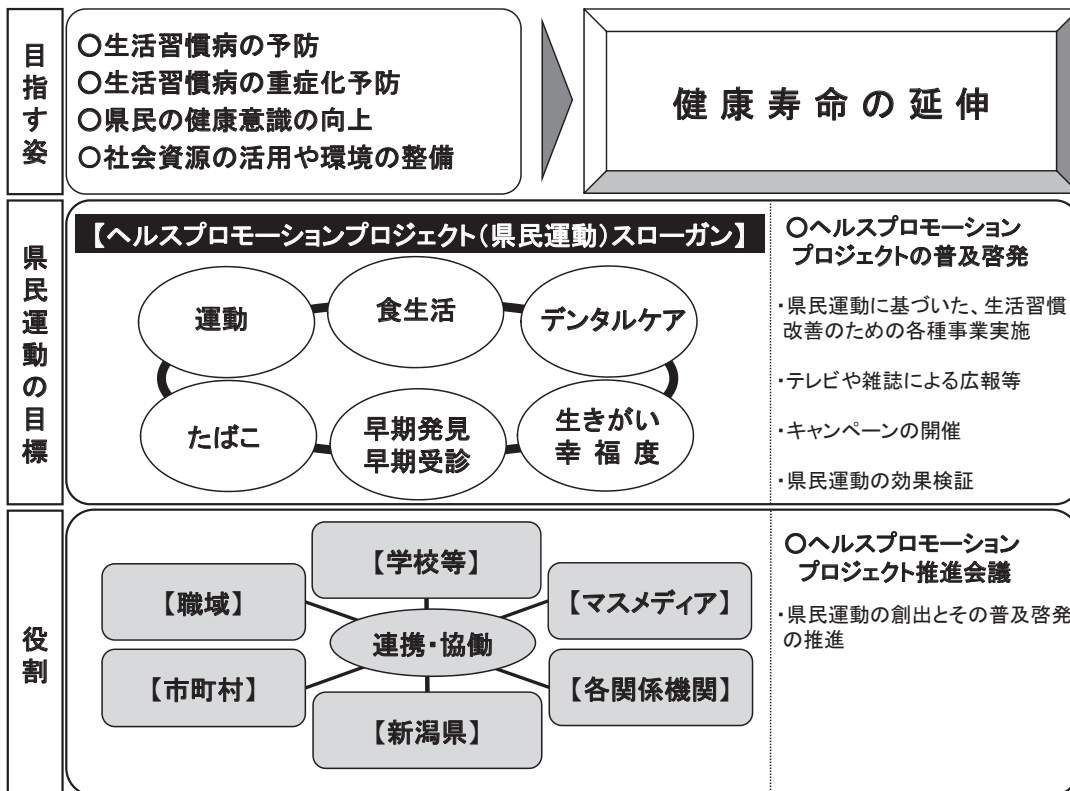 目指す姿
〇生活習慣病の予防
〇生活習慣病の重症化予防
〇県民の健康意識の向上
〇社会資源の活用や環境の整備
健康寿命の延伸
県民運動の目標
【ヘルスプロモーションプロジェクト(県民運動)スローガン】
運動
食生活
デンタルケア
たばこ
早期発見
早期受診
生きがい
幸福度
〇ヘルスプロモーション
プロジェクトの普及啓発
・県民運動に基づいた、生活習慣
改善のための各種事業実施
・テレビや雑誌による広報等
・キャンペーンの開催
・県民運動の効果検証
役割
【学校等】
【職域】
【マスメディア】
連携・協働
【市町村】
【各関係機関】
【新潟県】
〇ヘルスプロモーション
プロジェクト推進会議
・県民運動の創出とその普及啓発
の推進